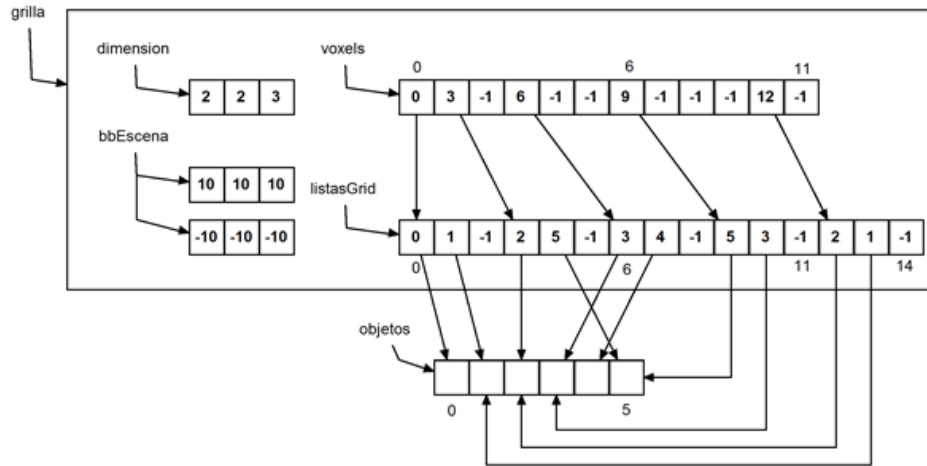 grilla
dimension
2 2 3
voxels
0 6 11
0 3 -1 6 -1 -1 9 -1 -1 -1 12 -1
bbEscena
10 10 10
-10 -10 -10
listasGrid
0 1 -1 2 5 -1 3 4 -1 5 3 -1 2 1 -1
0 6 11 14
objetos
0 5